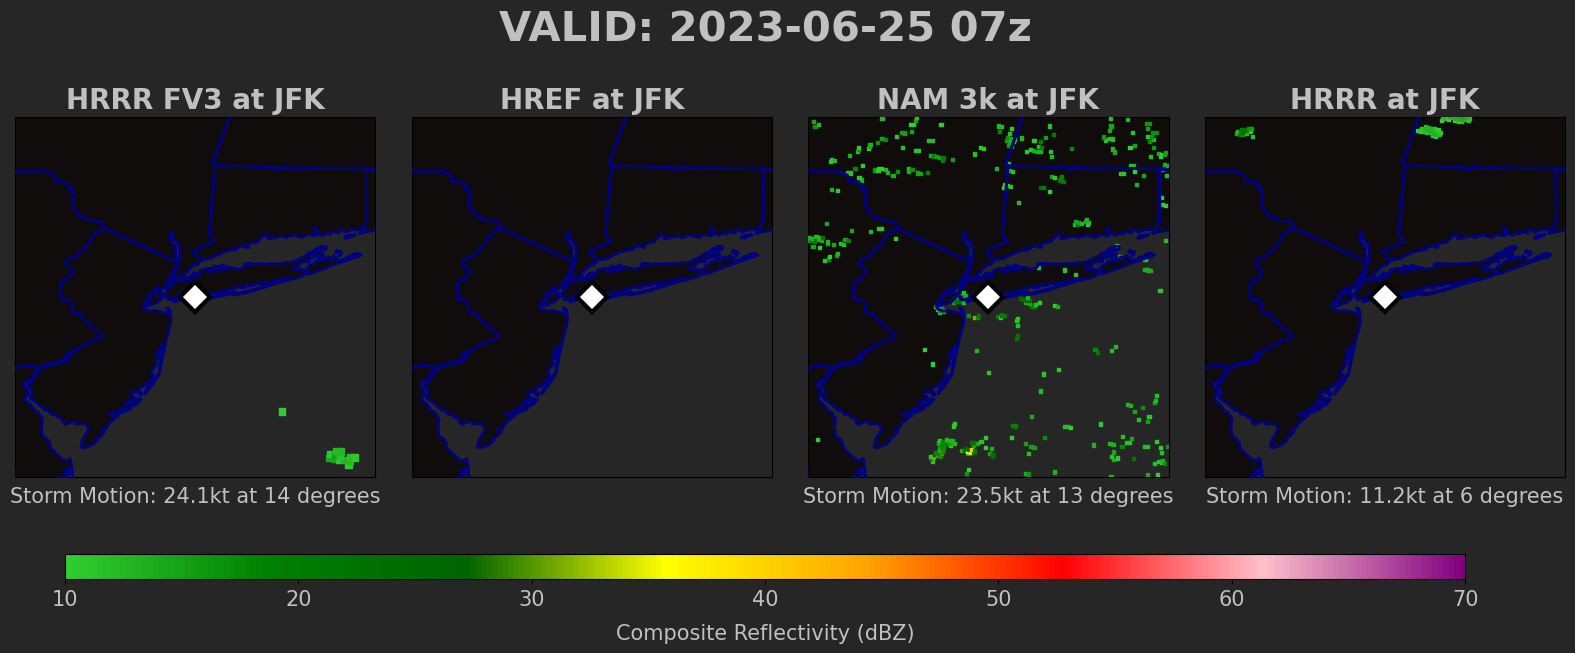 VALID: 2023-06-25 07z
HRRR FV3 at JFK
HREF at JFK
NAM 3k at JFK
HRRR at JFK
Storm Motion: 24.1kt at 14 degrees
Storm Motion: 23.5kt at 13 degrees
Storm Motion: 11.2kt at 6 degrees
10 20 30 40 50 60 70
Composite Reflectivity (dBZ)